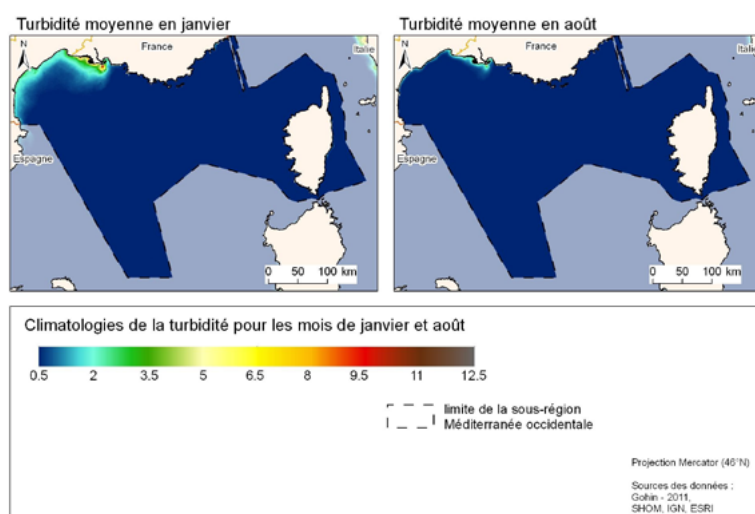 Turbidité moyenne en janvier
Turbidité moyenne en août
N
France
Italie
Espagne
0 50 100 km
N
France
Italie
Espagne
0 50 100 km
Climatologies de la turbidité pour les mois de janvier et août
0.5 2 3.5 5 6.5 8 9.5 11 12.5
limite de la sous-région
Méditerranée occidentale
Projection Mercator (46°N)
Sources des données :
Gohin - 2011,
SHOM, IGN, ESRI